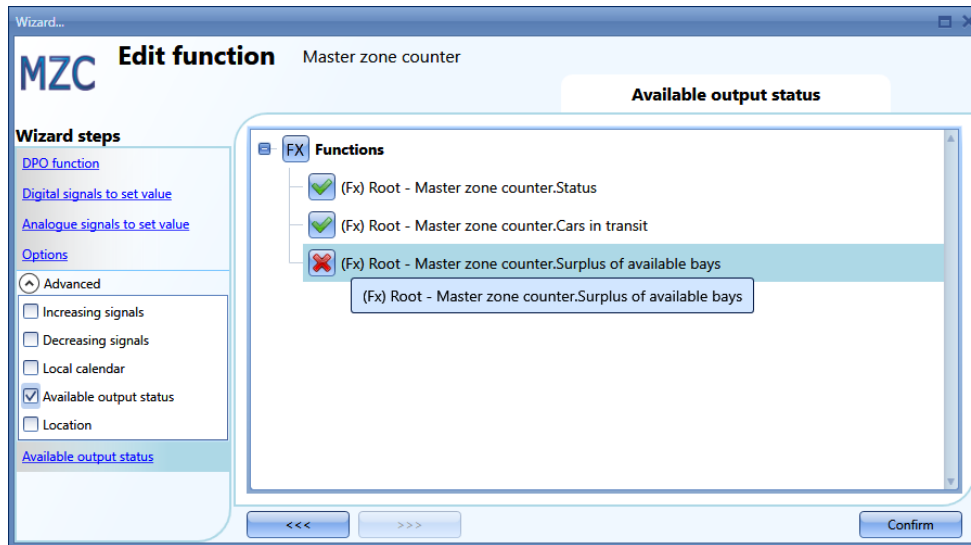 Wizard...
MZC
Edit function
Master zone counter
Available output status
Wizard steps
DPO function
Digital signals to set value
Analogue signals to set value
Options
Advanced
Increasing signals
Decreasing signals
Local calendar
Available output status
Location
Available output status
FX Functions
(Fx) Root - Master zone counter.Status
(Fx) Root - Master zone counter.Cars in transit
(Fx) Root - Master zone counter.Surplus of available bays
(Fx) Root - Master zone counter.Surplus of available bays
<<<
>>>
Confirm